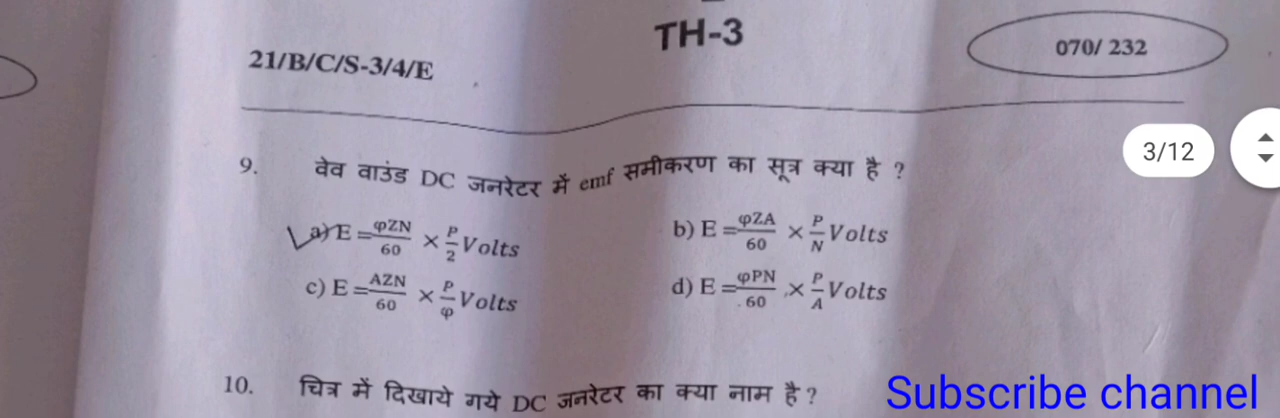 TH-3
21/B/C/S-3/4/E
070/ 232
3/12
9. वेव वाउंड DC जनरेटर में emf समीकरण का सूत्र क्या है ?
a) E = φZN/60 × P/2 Volts
b) E = φZA/60 × P/N Volts
c) E = AZN/60 × P/φ Volts
d) E = φPN/60 × P/A Volts
10. चित्र में दिखाये गये DC जनरेटर का क्या नाम है ?
Subscribe channel